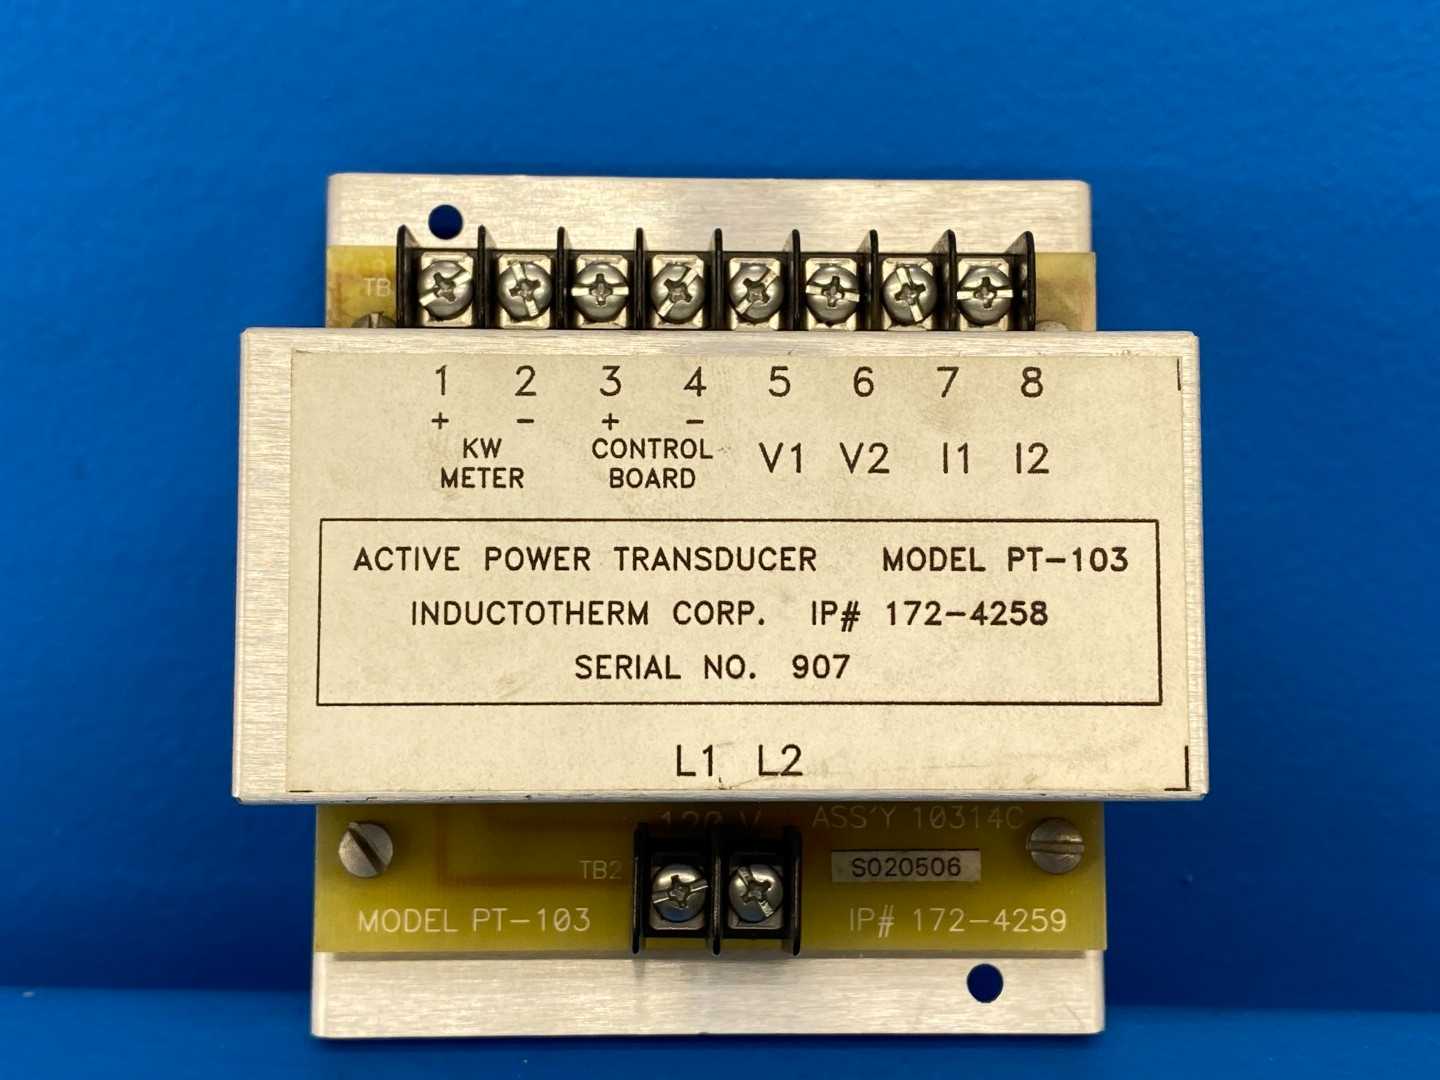 TB
1 2 3 4 5 6 7 8
+ - + -
KW METER CONTROL BOARD V1 V2 I1 I2
ACTIVE POWER TRANSDUCER MODEL PT-103
INDUCTOTHERM CORP. IP# 172-4258
SERIAL NO. 907
L1 L2
120 V ASS'Y 10314C
TB2 S020506
MODEL PT-103 IP# 172-4259